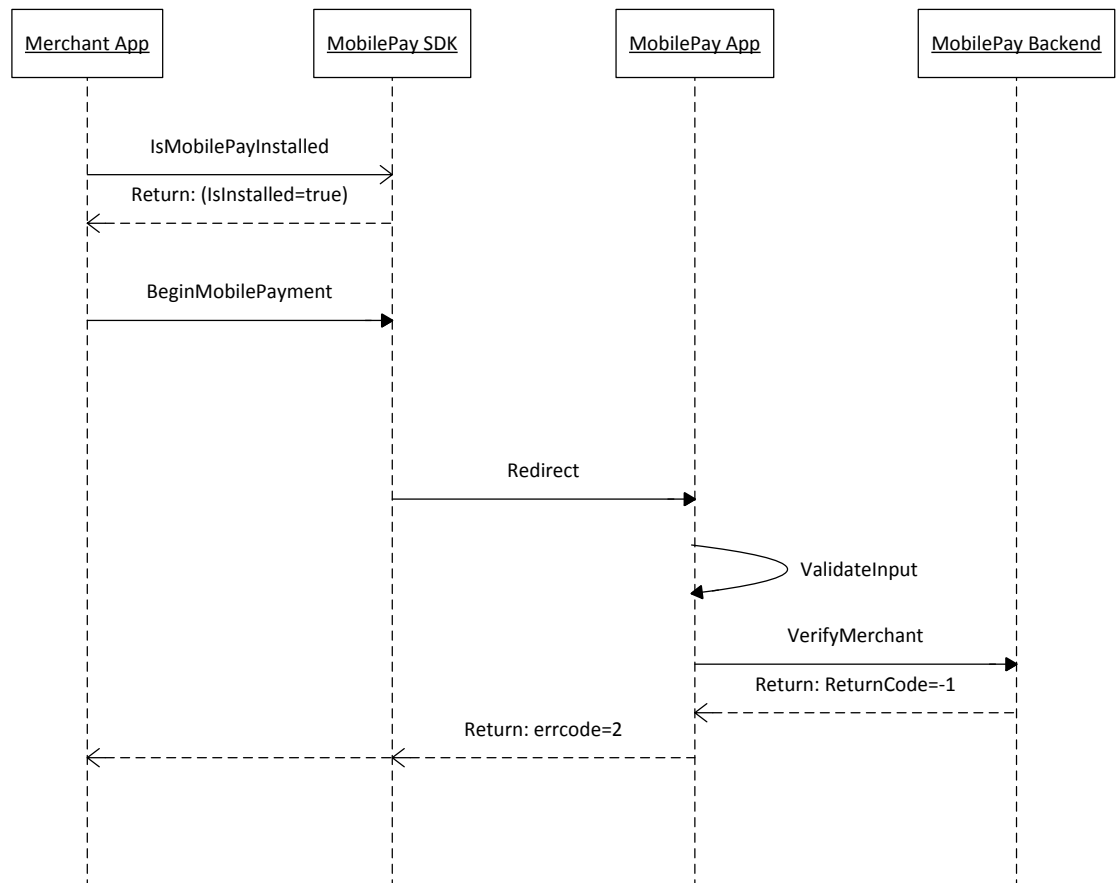 Merchant App
MobilePay SDK
MobilePay App
MobilePay Backend
IsMobilePayInstalled
Return: (IsInstalled=true)
BeginMobilePayment
Redirect
ValidateInput
VerifyMerchant
Return: ReturnCode=-1
Return: errcode=2